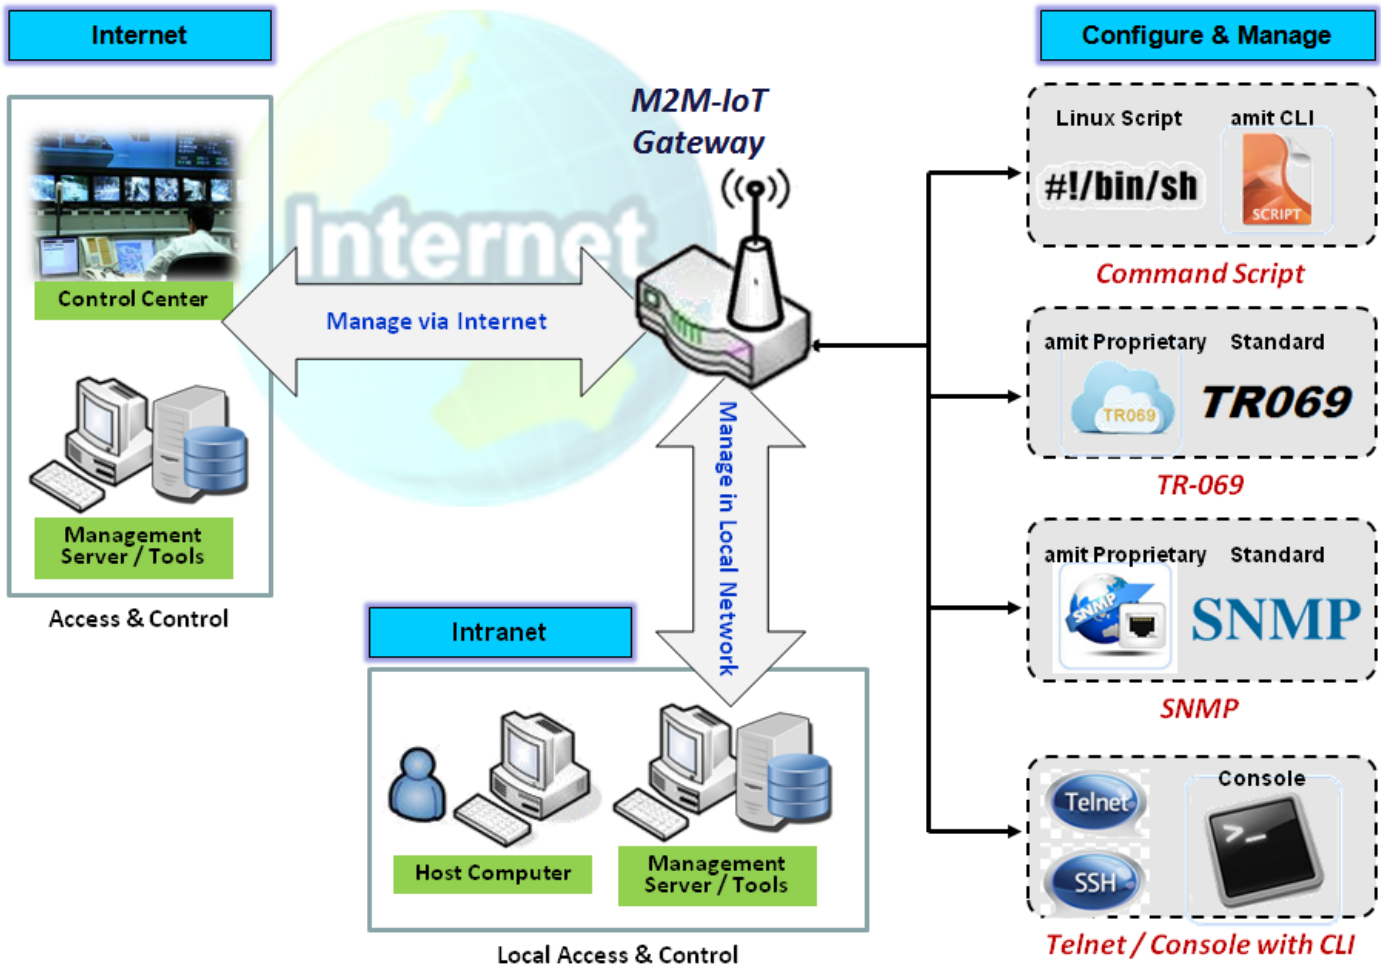 Internet
Control Center
Management
Server / Tools
Access & Control
Internet
M2M-IoT
Gateway
Manage via Internet
Manage in Local Network
Intranet
Host Computer
Management
Server / Tools
Local Access & Control
Configure & Manage
Linux Script amit CLI
#!/bin/sh
SCRIPT
Command Script
amit Proprietary Standard
TR069
TR069
TR-069
amit Proprietary Standard
SNMP
SNMP
SNMP
Telnet
SSH
Console
>_
Telnet / Console with CLI